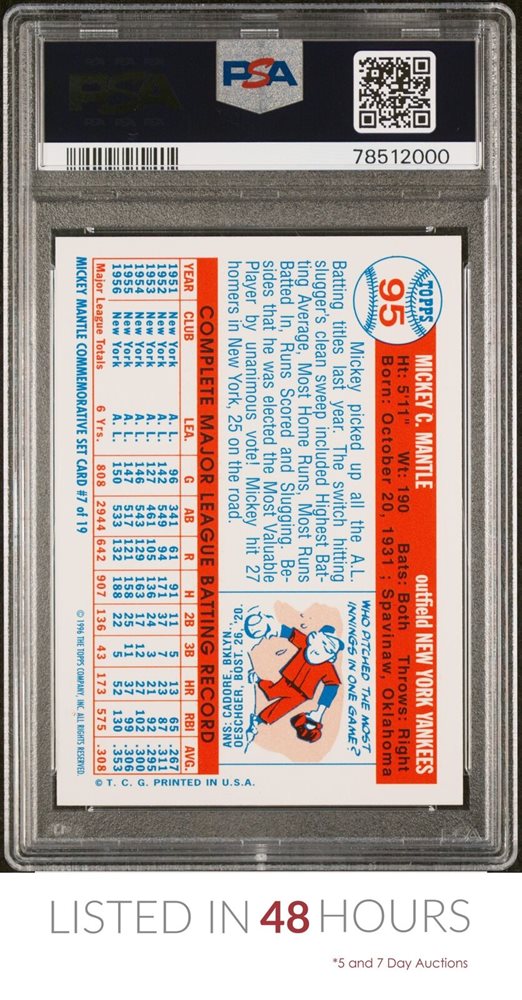 PSA
PSA
78512000
TOPPS
95
MICKEY C. MANTLE
outfield NEW YORK YANKEES
Ht: 5'11" Wt: 190 Bats: Both Throws: Right
Born: October 20, 1931 ; Spavinaw, Oklahoma
Mickey picked up all the A.L.
Batting titles last year. The switch hitting
slugger's clean sweep included Highest Bat-
ting Average, Most Home Runs, Most Runs
Batted In, Runs Scored and Slugging. Be-
sides that he was elected the Most Valuable
Player by unanimous vote! Mickey hit 27
homers in New York, 25 on the road.
WHO PITCHED THE MOST
INNINGS IN ONE GAME?
ANS: CADORE, BKLYN.
COMPLETE MAJOR LEAGUE BATTING RECORD
YEAR CLUB LEA. G AB R H 2B 3B HR RBI AVG.
1951 New York A. L. 96 341 61 91 11 5 13 65 .267
1952 New York A. L. 142 549 94 171 37 7 23 87 .311
1953 New York A. L. 127 461 105 136 24 3 21 92 .295
1954 New York A. L. 146 543 129 163 17 12 27 102 .300
1955 New York A. L. 147 517 121 158 25 11 37 99 .306
1956 New York A. L. 150 533 132 188 22 5 52 130 .353
Major League Totals 6 Yrs. 808 2944 642 907 136 43 173 575 .308
MICKEY MANTLE COMMEMORATIVE SET CARD #7 of 19
© 1996 THE TOPPS COMPANY, INC. ALL RIGHTS RESERVED.
© T. C. G. PRINTED IN U.S.A.
LISTED IN 48 HOURS
*5 and 7 Day Auctions